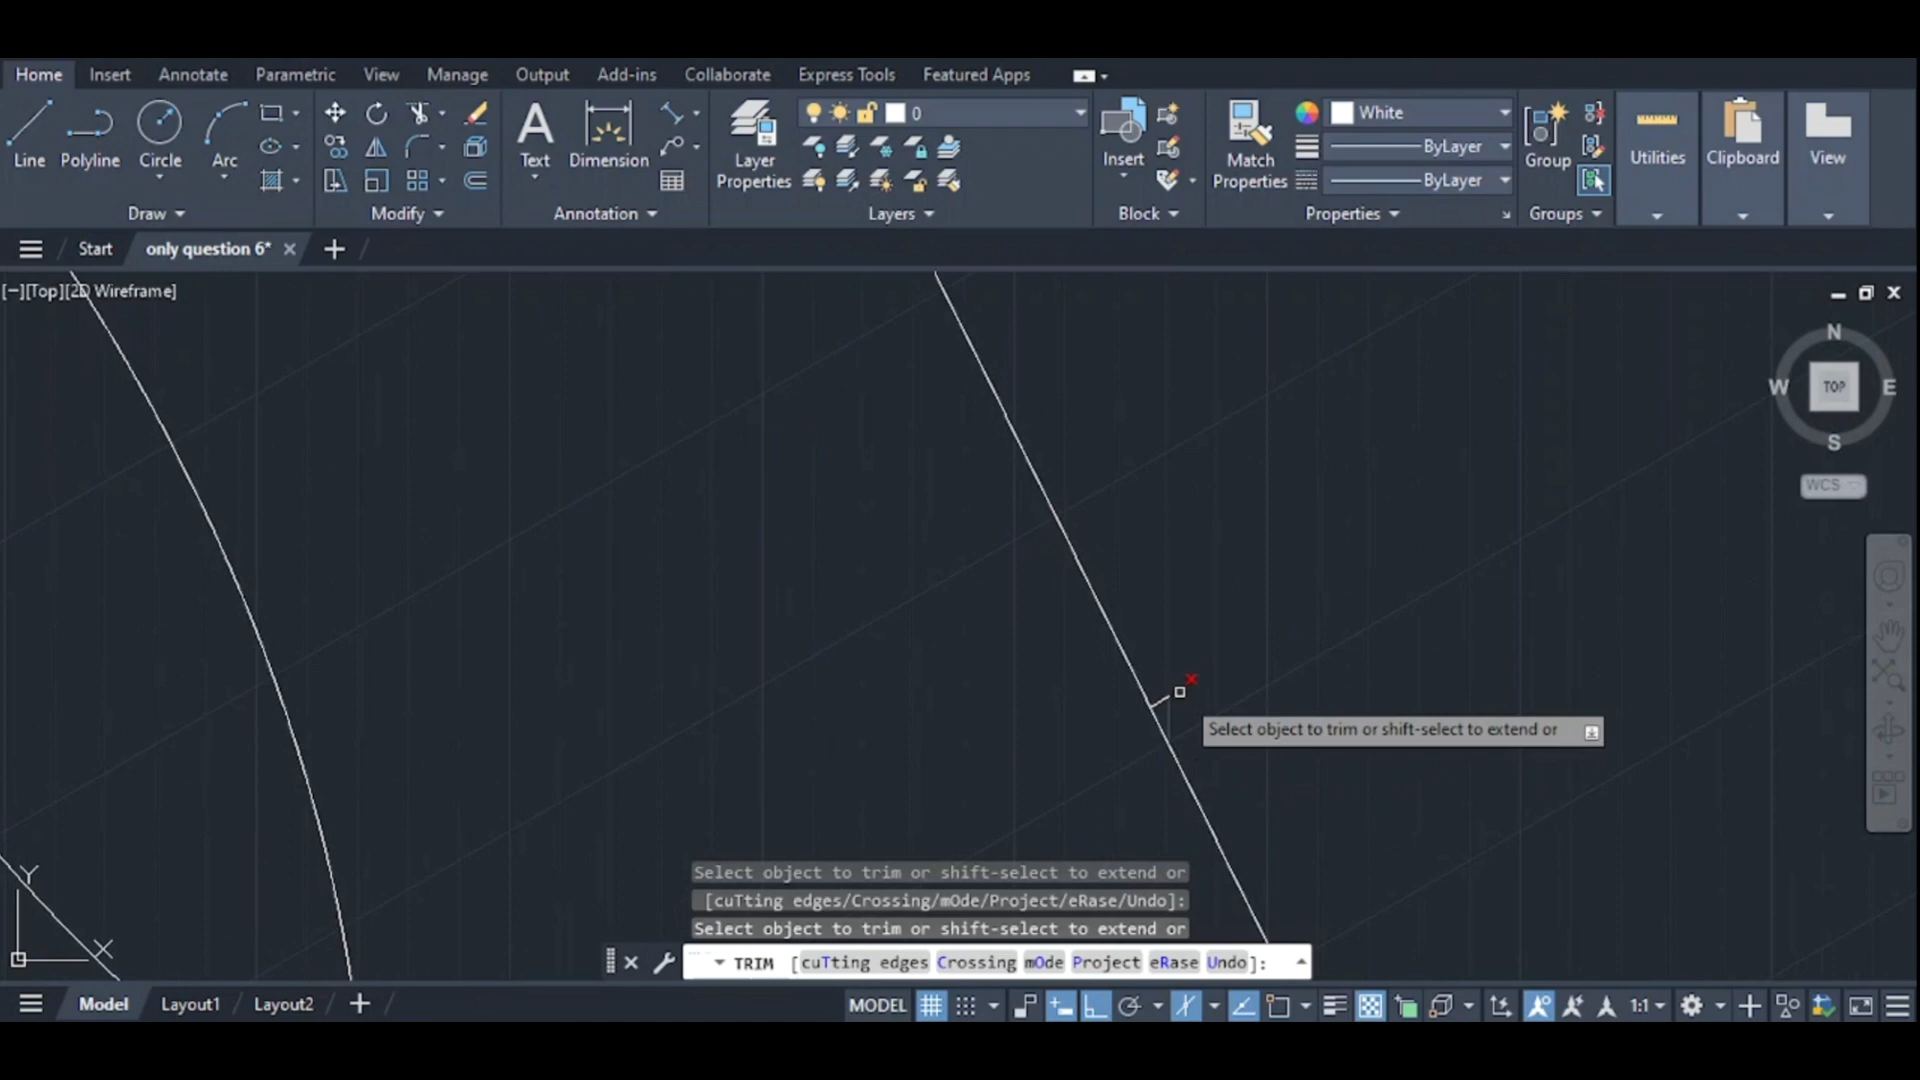 Home Insert Annotate Parametric View Manage Output Add-ins Collaborate Express Tools Featured Apps
0
White
ByLayer
ByLayer
Line Polyline Circle Arc
Text Dimension
Layer Properties
Insert
Match Properties
Group
Utilities
Clipboard
View
Draw Modify Annotation Layers Block Properties Groups
Start only question 6*
[−][Top][2D Wireframe]
N
W TOP E
S
WCS
Select object to trim or shift-select to extend or
Select object to trim or shift-select to extend or
[cuTting edges/Crossing/mOde/Project/eRase/Undo]:
Select object to trim or shift-select to extend or
TRIM [cuTting edges Crossing mOde Project eRase Undo]:
Y
X
Model Layout1 Layout2
MODEL 1:1